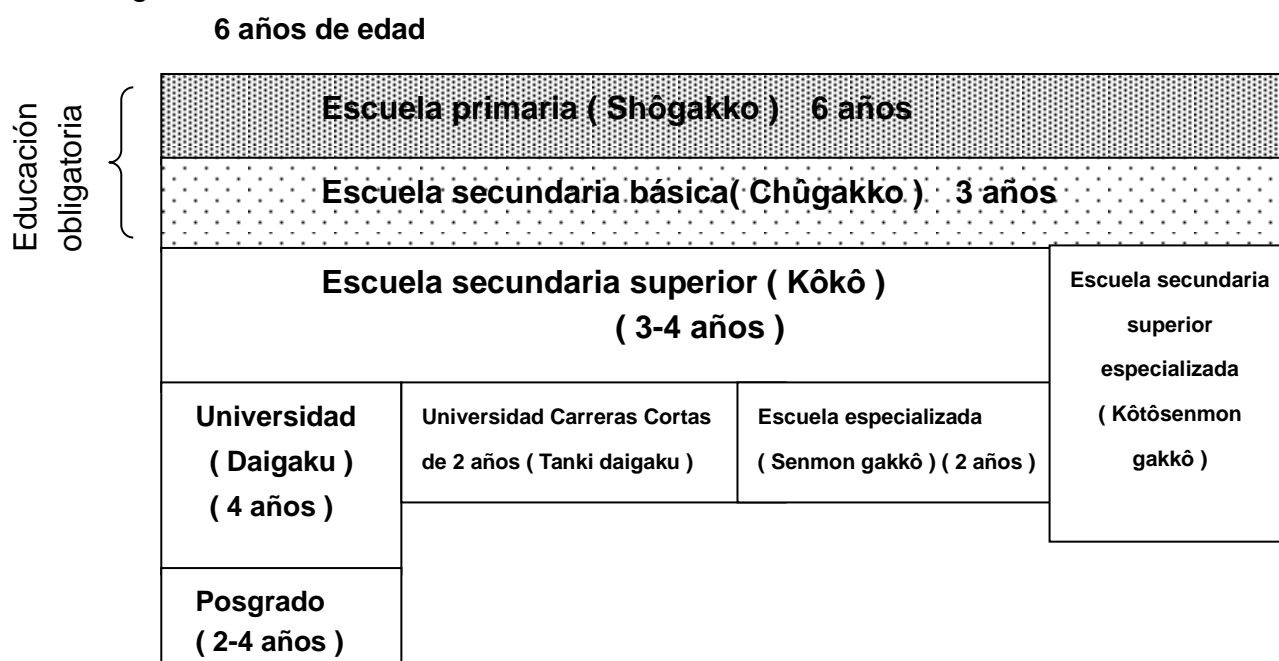 6 años de edad
Educación
obligatoria
Escuela primaria ( Shôgakko ) 6 años
Escuela secundaria básica( Chûgakko ) 3 años
Escuela secundaria superior ( Kôkô )
( 3-4 años )
Escuela secundaria
superior
especializada
( Kôtôsenmon
gakkô )
Universidad
( Daigaku )
( 4 años )
Universidad Carreras Cortas
de 2 años ( Tanki daigaku )
Escuela especializada
( Senmon gakkô ) ( 2 años )
Posgrado
( 2-4 años )